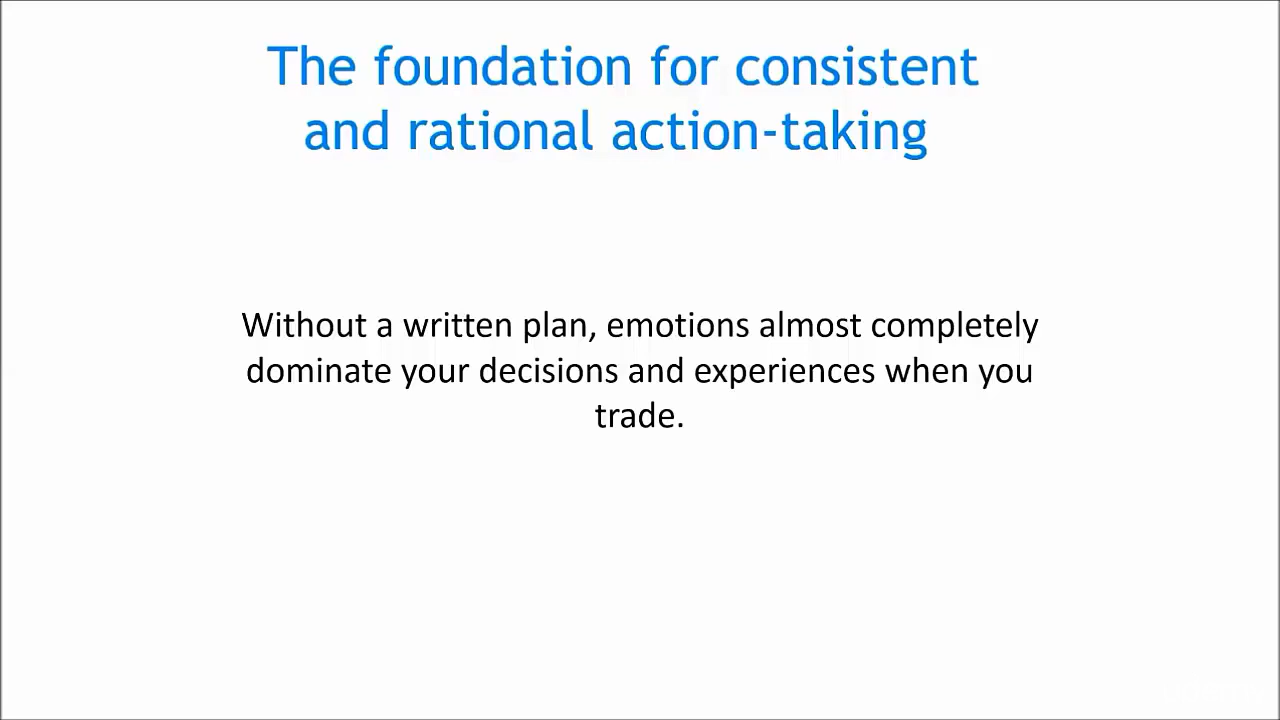 The foundation for consistent
and rational action-taking
Without a written plan, emotions almost completely
dominate your decisions and experiences when you
trade.